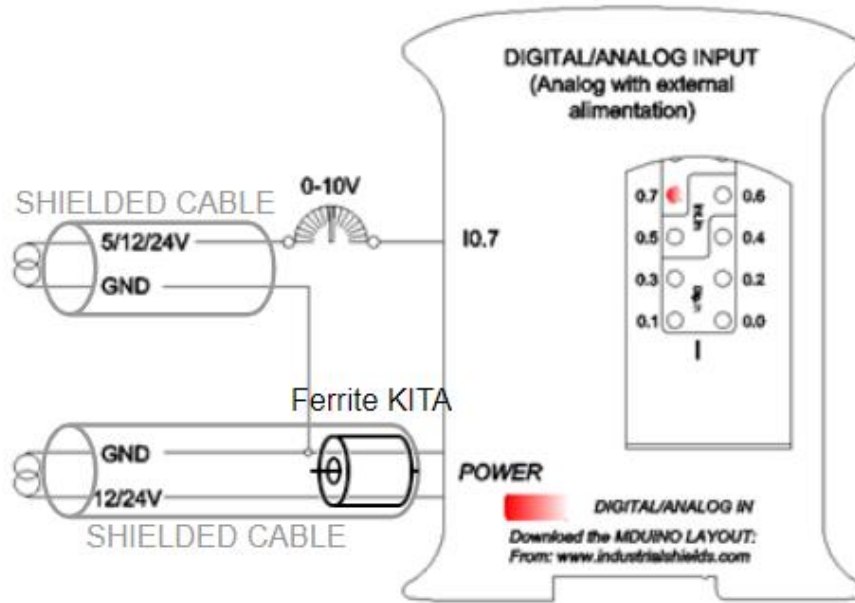 DIGITAL/ANALOG INPUT
(Analog with external
alimentation)
0-10V
SHIELDED CABLE
5/12/24V
GND
I0.7
0.7
0.6
0.5
0.4
0.3
0.2
0.1
0.0
I
Ferrite KITA
GND
12/24V
SHIELDED CABLE
POWER
DIGITAL/ANALOG IN
Download the MDUINO LAYOUT:
From: www.industrialshields.com